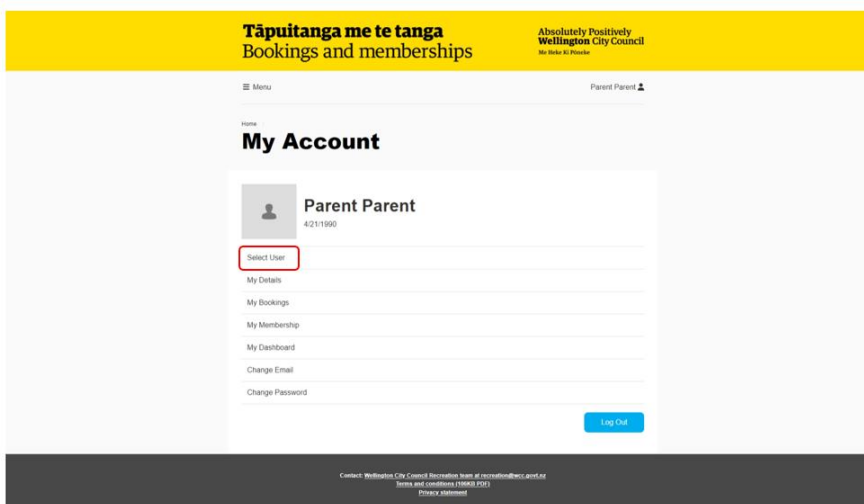 Tāpuitanga me te tanga
Bookings and memberships
Absolutely Positively
Wellington City Council
Me Heke Ki Pōneke
☰ Menu
Parent Parent
Home
My Account
Parent Parent
4/21/1990
Select User
My Details
My Bookings
My Membership
My Dashboard
Change Email
Change Password
Log Out
Contact: Wellington City Council Recreation team at recreation@wcc.govt.nz
Terms and conditions (106KB PDF)
Privacy statement